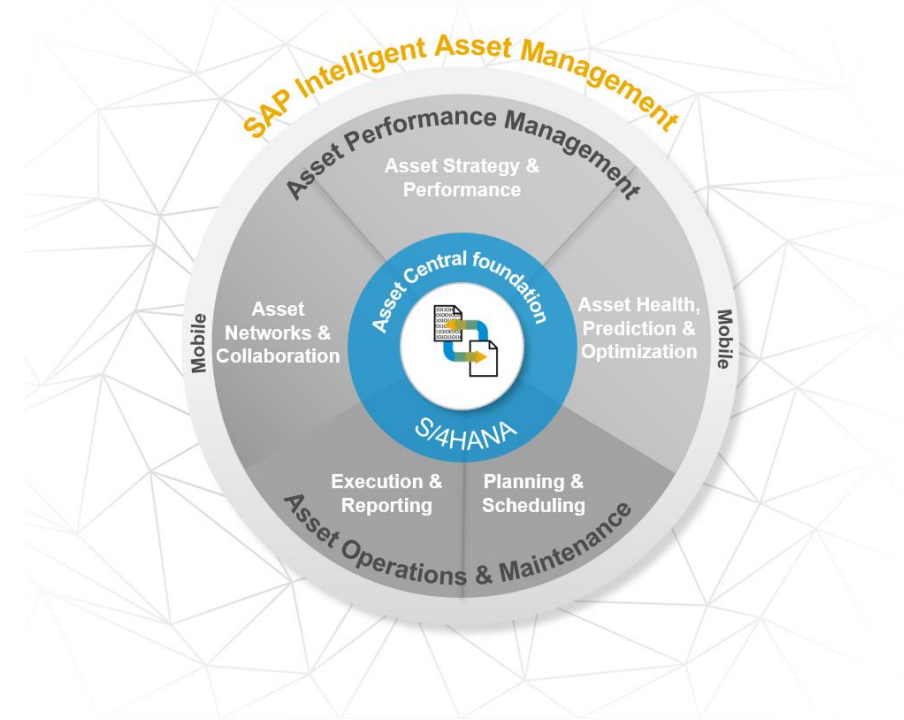 SAP Intelligent Asset Management
Asset Performance Management
Asset Strategy &
Performance
Asset Central foundation
Asset
Networks &
Collaboration
Asset Health,
Prediction &
Optimization
Mobile
Mobile
S/4HANA
Execution &
Reporting
Planning &
Scheduling
Asset Operations & Maintenance